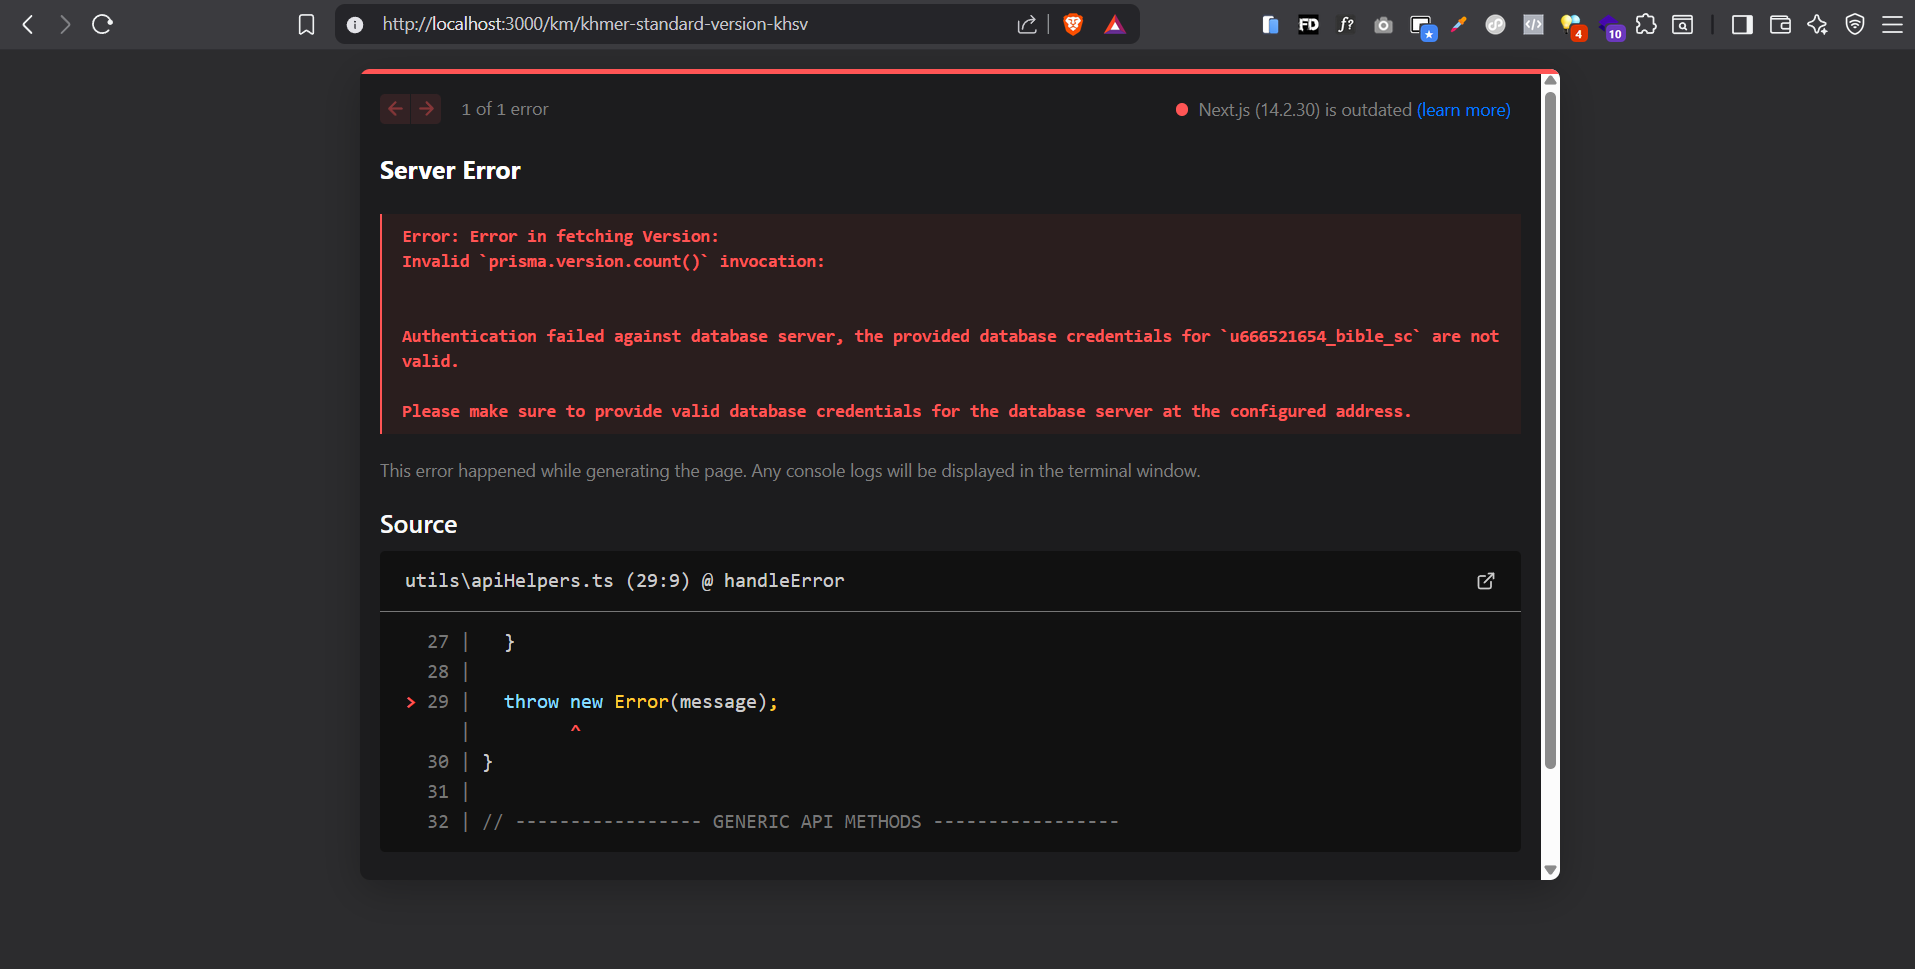 http://localhost:3000/km/khmer-standard-version-khsv
FD
f?
4
10
1 of 1 error
Next.js (14.2.30) is outdated (learn more)
Server Error
Error: Error in fetching Version:
Invalid `prisma.version.count()` invocation:
Authentication failed against database server, the provided database credentials for `u666521654_bible_sc` are not
valid.
Please make sure to provide valid database credentials for the database server at the configured address.
This error happened while generating the page. Any console logs will be displayed in the terminal window.
Source
utils\apiHelpers.ts (29:9) @ handleError
27 |   }
28 |
> 29 |   throw new Error(message);
|         ^
30 | }
31 |
32 | // ----------------- GENERIC API METHODS -----------------